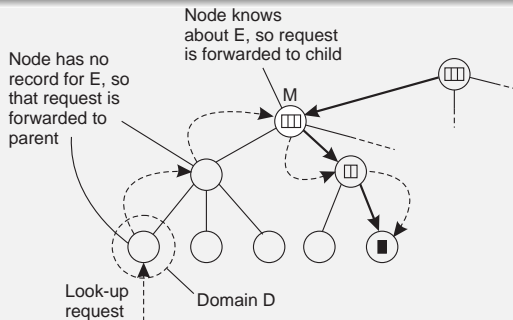 Node knows
about E, so request
is forwarded to child
Node has no
record for E, so
that request is
forwarded to
parent
M
Look-up
request
Domain D